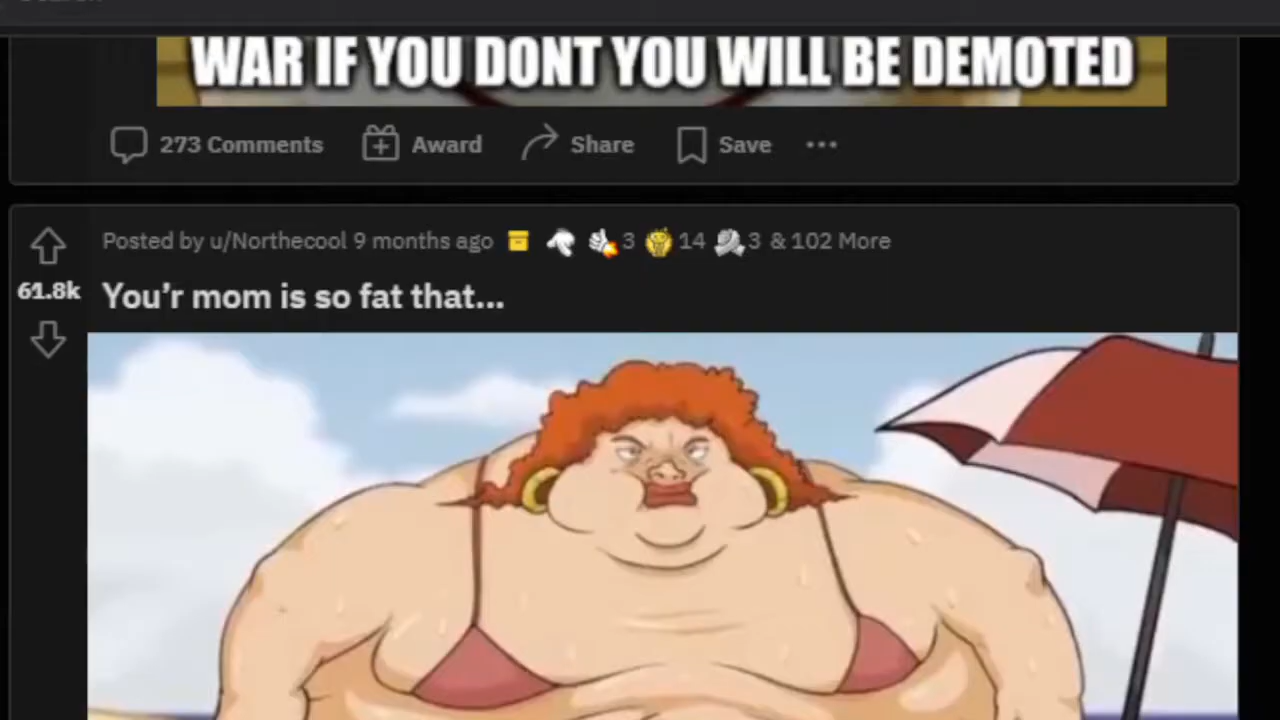 WAR IF YOU DONT YOU WILL BE DEMOTED
273 Comments Award Share Save
Posted by u/Northecool 9 months ago 3 14 3 & 102 More
61.8k You'r mom is so fat that...